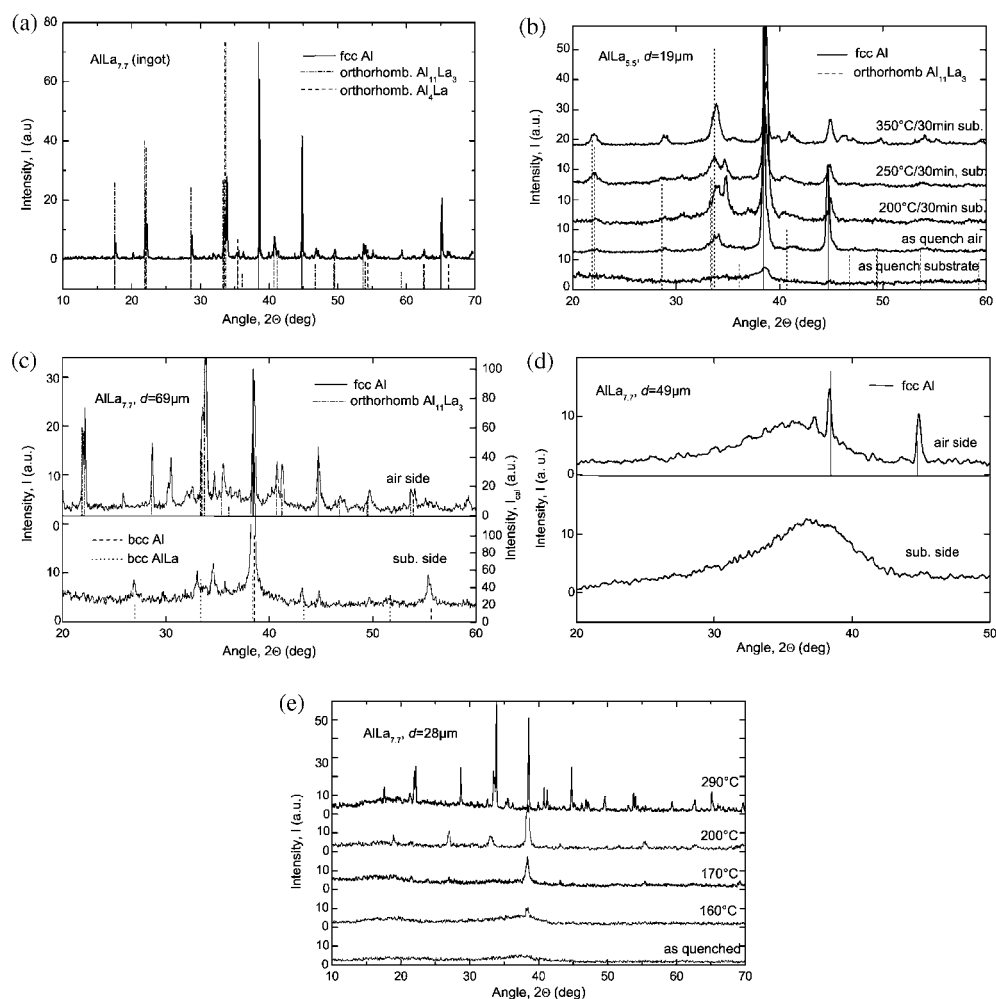 (a)
80
60
40
20
0
Intensity, I (a.u)
AlLa7.7 (ingot)
fcc Al
orthorhomb. Al11La3
orthorhomb. Al4La
10 20 30 40 50 60 70
Angle, 2Θ (deg)
(b)
50
40
30
20
10
10
0
10
0
10
0
10
0
Intensity, I (a.u.)
AlLa5.5, d=19μm
fcc Al
orthorhomb Al11La3
350°C/30min sub.
250°C/30min, sub
200°C/30min sub.
as quench air
as quench substrate
20 30 40 50 60
Angle, 2Θ (deg)
(c)
30
20
10
0
10
0
Intensity, I (a.u.)
Intensity, I (a.u.)
AlLa7.7, d=69μm
fcc Al
orthorhomb Al11La3
air side
bcc Al
bcc AlLa
sub. side
100
80
60
40
20
0
100
80
60
40
20
0
Intensity, Ical (a.u.)
20 30 40 50 60
Angle, 2Θ (deg)
(d)
10
0
10
0
Intensity, I (a.u.)
Intensity, I (a. u.)
AlLa7.7, d=49μm
fcc Al
air side
sub. side
20 30 40 50
Angle, 2Θ (deg)
(e)
50
30
10
0
10
0
10
0
10
0
10
0
Intensity, I (a.u.)
AlLa7.7, d=28μm
290°C
200°C
170°C
160°C
as quenched
10 20 30 40 50 60 70
Angle, 2Θ (deg)